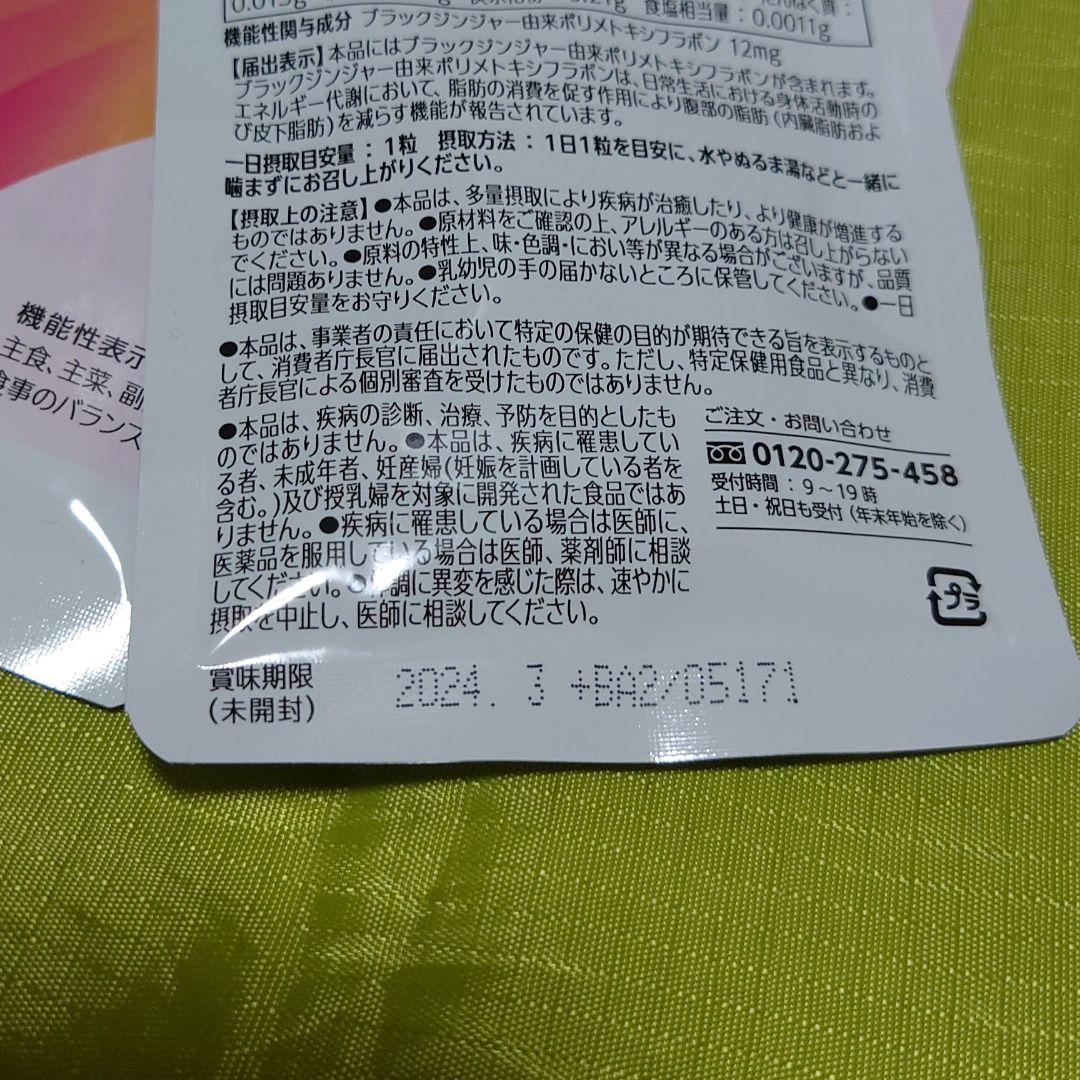 食塩相当量：0.0011g
機能性関与成分 ブラックジンジャー由来ポリメトキシフラボン 12mg
【届出表示】本品にはブラックジンジャー由来ポリメトキシフラボンが含まれます。
ブラックジンジャー由来ポリメトキシフラボンは、日常生活における身体活動時の
エネルギー代謝において、脂肪の消費を促す作用により腹部の脂肪（内臓脂肪およ
び皮下脂肪）を減らす機能が報告されています。
一日摂取目安量：1粒 摂取方法：1日1粒を目安に、水やぬるま湯などと一緒に
噛まずにお召し上がりください。
【摂取上の注意】●本品は、多量摂取により疾病が治癒したり、より健康が増進する
ものではありません。●原材料をご確認の上、アレルギーのある方は召し上がらない
でください。●原料の特性上、味・色調・におい等が異なる場合がございますが、品質
には問題ありません。●乳幼児の手の届かないところに保管してください。●一日
摂取目安量をお守りください。
●本品は、事業者の責任において特定の保健の目的が期待できる旨を表示するものと
して、消費者庁長官に届出されたものです。ただし、特定保健用食品と異なり、消費
者庁長官による個別審査を受けたものではありません。
●本品は、疾病の診断、治療、予防を目的としたも
のではありません。●本品は、疾病に罹患してい
る者、未成年者、妊産婦(妊娠を計画している者を
含む。)及び授乳婦を対象に開発された食品ではあ
りません。●疾病に罹患している場合は医師に、
医薬品を服用している場合は医師、薬剤師に相談
してください。●体調に異変を感じた際は、速やかに
摂取を中止し、医師に相談してください。
ご注文・お問い合わせ
0120-275-458
受付時間：9～19時
土日・祝日も受付（年末年始を除く）
プラ
賞味期限
（未開封）
2024. 3 +BA2/05171
機能性表示
主食、主菜、副
食事のバランス